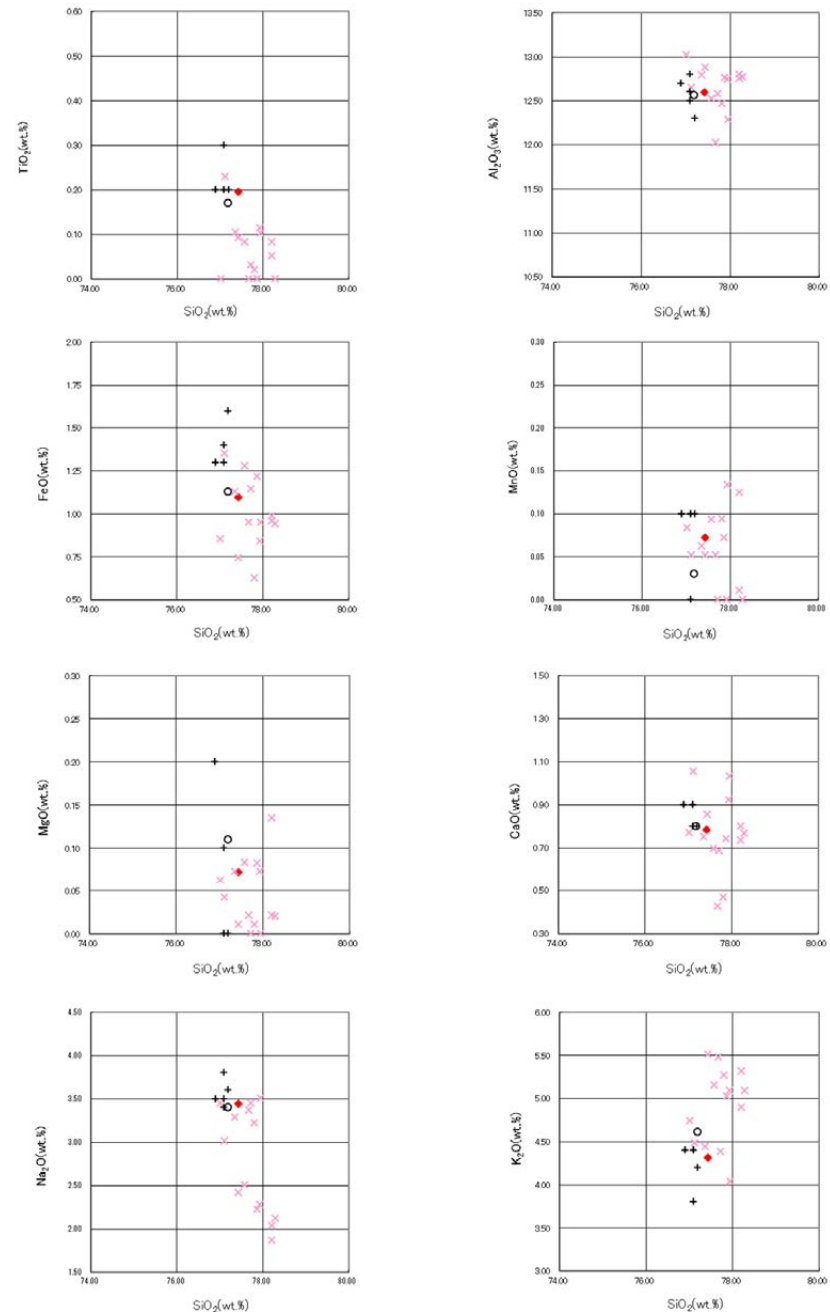 0.60
0.50
0.40
0.30
0.20
0.10
0.00
TiO₂(wt.%)
74.00 76.00 78.00 80.00
SiO₂(wt.%)
13.50
13.00
12.50
12.00
11.50
11.00
10.50
Al₂O₃(wt.%)
74.00 76.00 78.00 80.00
SiO₂(wt.%)
2.00
1.75
1.50
1.25
1.00
0.75
0.50
FeO(wt.%)
74.00 76.00 78.00 80.00
SiO₂(wt.%)
0.30
0.25
0.20
0.15
0.10
0.05
0.00
MnO(wt.%)
74.00 76.00 78.00 80.00
SiO₂(wt.%)
0.30
0.25
0.20
0.15
0.10
0.05
0.00
MgO(wt.%)
74.00 76.00 78.00 80.00
SiO₂(wt.%)
1.50
1.30
1.10
0.90
0.70
0.50
0.30
CaO(wt.%)
74.00 76.00 78.00 80.00
SiO₂(wt.%)
4.50
4.00
3.50
3.00
2.50
2.00
1.50
Na₂O(wt.%)
74.00 76.00 78.00 80.00
SiO₂(wt.%)
6.00
5.50
5.00
4.50
4.00
3.50
3.00
K₂O(wt.%)
74.00 76.00 78.00 80.00
SiO₂(wt.%)